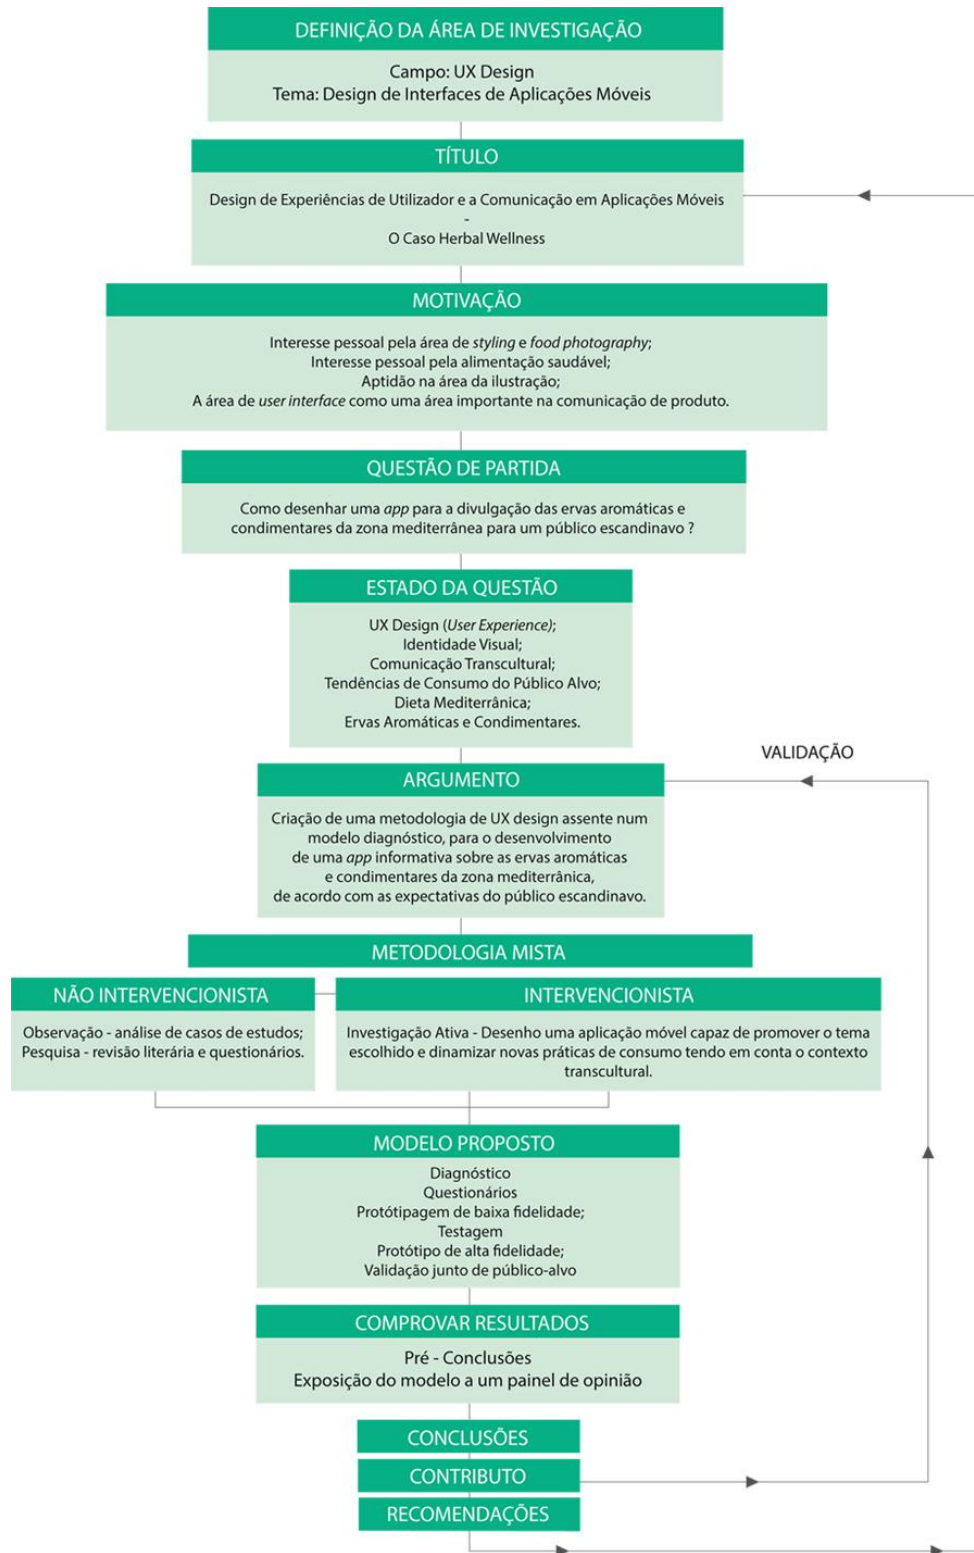 DEFINIÇÃO DA ÁREA DE INVESTIGAÇÃO
Campo: UX Design
Tema: Design de Interfaces de Aplicações Móveis
TÍTULO
Design de Experiências de Utilizador e a Comunicação em Aplicações Móveis
-
O Caso Herbal Wellness
MOTIVAÇÃO
Interesse pessoal pela área de styling e food photography;
Interesse pessoal pela alimentação saudável;
Aptidão na área da ilustração;
A área de user interface como uma área importante na comunicação de produto.
QUESTÃO DE PARTIDA
Como desenhar uma app para a divulgação das ervas aromáticas e
condimentares da zona mediterrânea para um público escandinavo ?
ESTADO DA QUESTÃO
UX Design (User Experience);
Identidade Visual;
Comunicação Transcultural;
Tendências de Consumo do Público Alvo;
Dieta Mediterrânica;
Ervas Aromáticas e Condimentares.
VALIDAÇÃO
ARGUMENTO
Criação de uma metodologia de UX design assente num
modelo diagnóstico, para o desenvolvimento
de uma app informativa sobre as ervas aromáticas
e condimentares da zona mediterrânica,
de acordo com as expectativas do público escandinavo.
METODOLOGIA MISTA
NÃO INTERVENCIONISTA
Observação - análise de casos de estudos;
Pesquisa - revisão literária e questionários.
INTERVENCIONISTA
Investigação Ativa - Desenho uma aplicação móvel capaz de promover o tema
escolhido e dinamizar novas práticas de consumo tendo em conta o contexto
transcultural.
MODELO PROPOSTO
Diagnóstico
Questionários
Protótipagem de baixa fidelidade;
Testagem
Protótipo de alta fidelidade;
Validação junto de público-alvo
COMPROVAR RESULTADOS
Pré - Conclusões
Exposição do modelo a um painel de opinião
CONCLUSÕES
CONTRIBUTO
RECOMENDAÇÕES